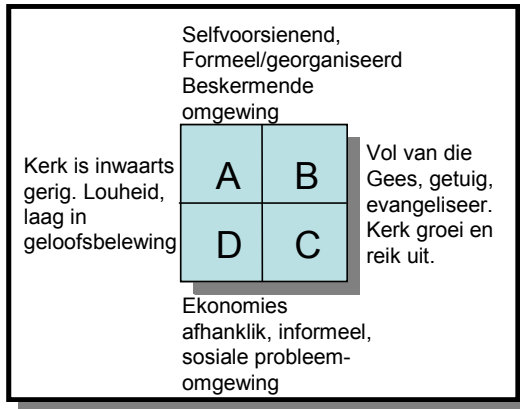 Selfvoorsienend,
Formeel/georganiseerd
Beskermende
omgewing
Kerk is inwaarts
gerig. Louheid,
laag in
geloofsbelewing
A B
D C
Vol van die
Gees, getuig,
evangeliseer.
Kerk groei en
reik uit.
Ekonomies
afhanklik, informeel,
sosiale probleem-
omgewing